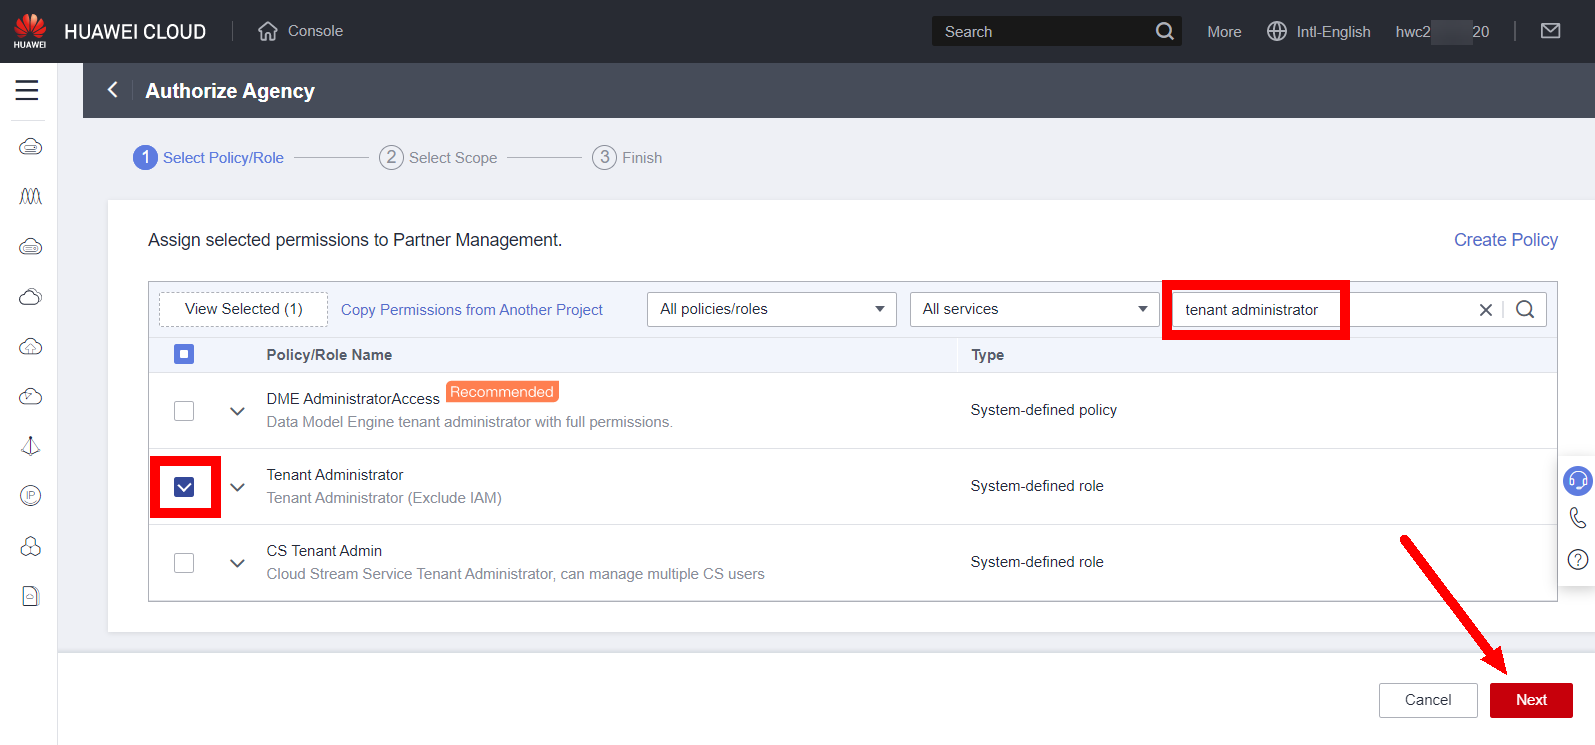 HUAWEI
HUAWEI CLOUD
Console
Search
More
Intl-English
hwc2 20
Authorize Agency
1 Select Policy/Role
2 Select Scope
3 Finish
Assign selected permissions to Partner Management.
Create Policy
View Selected (1)
Copy Permissions from Another Project
All policies/roles
All services
tenant administrator
Policy/Role Name
Type
DME AdministratorAccess Recommended
Data Model Engine tenant administrator with full permissions.
System-defined policy
Tenant Administrator
Tenant Administrator (Exclude IAM)
System-defined role
CS Tenant Admin
Cloud Stream Service Tenant Administrator, can manage multiple CS users
System-defined role
IP
Cancel
Next